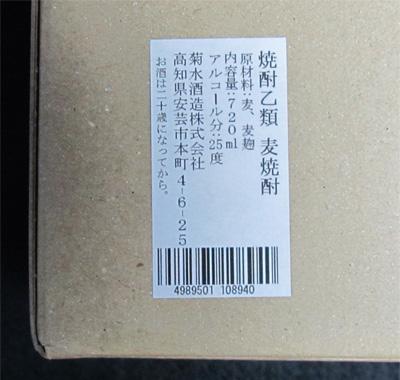 焼酎乙類 麦焼酎
原材料:麦、麦麹
内容量:720ml
アルコール分:25度
菊水酒造株式会社
高知県安芸市本町4-6-25
お酒は二十歳になってから。
4989501 108940